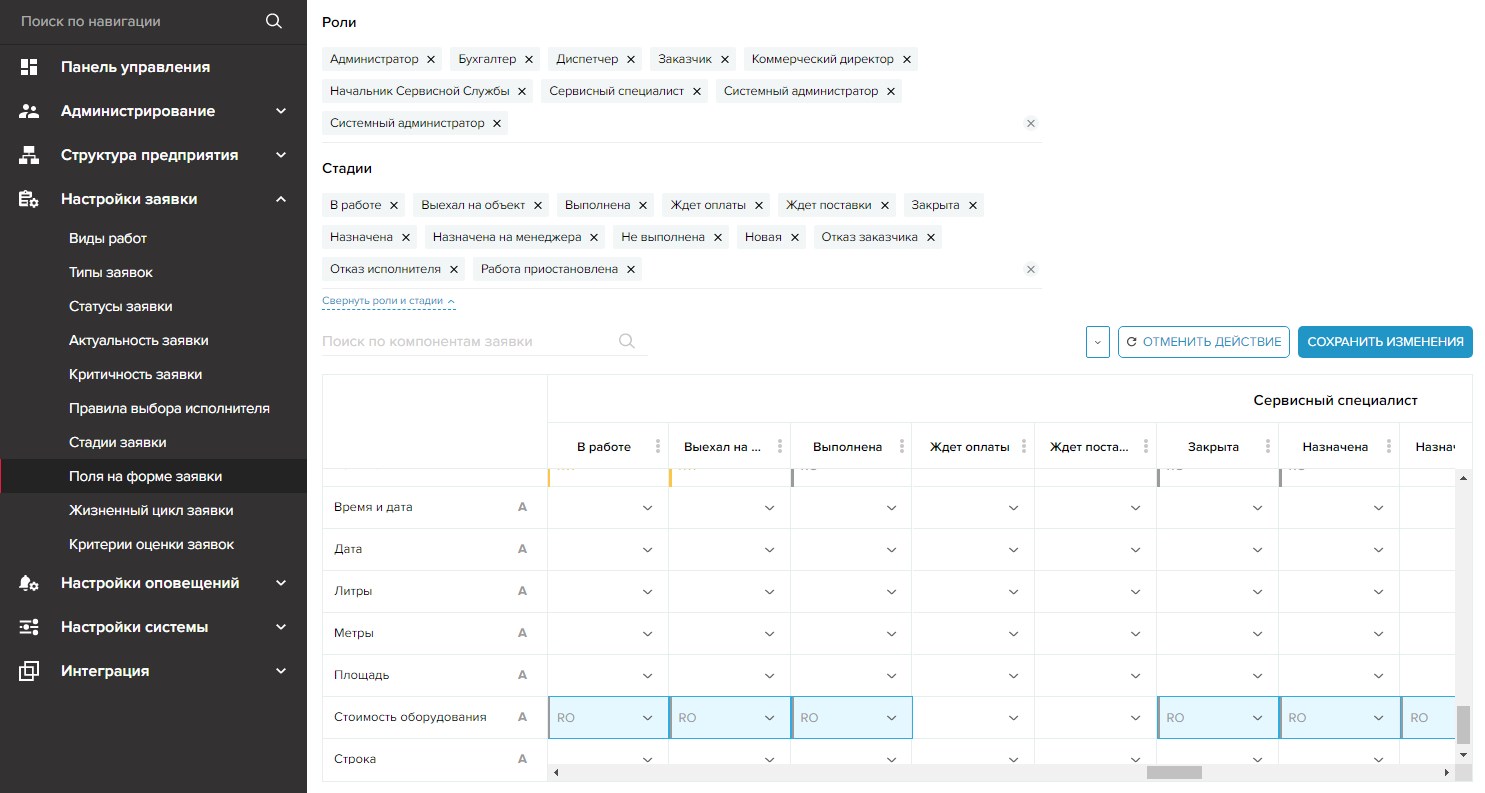 Поиск по навигации
Панель управления
Администрирование
Структура предприятия
Настройки заявки
Виды работ
Типы заявок
Статусы заявки
Актуальность заявки
Критичность заявки
Правила выбора исполнителя
Стадии заявки
Поля на форме заявки
Жизненный цикл заявки
Критерии оценки заявок
Настройки оповещений
Настройки системы
Интеграция
Роли
Администратор Бухгалтер Диспетчер Заказчик Коммерческий директор
Начальник Сервисной Службы Сервисный специалист Системный администратор
Системный администратор
Стадии
В работе Выехал на объект Выполнена Ждет оплаты Ждет поставки Закрыта
Назначена Назначена на менеджера Не выполнена Новая Отказ заказчика
Отказ исполнителя Работа приостановлена
Свернуть роли и стадии
Поиск по компонентам заявки ОТМЕНИТЬ ДЕЙСТВИЕ СОХРАНИТЬ ИЗМЕНЕНИЯ
Сервисный специалист
В работе Выехал на ... Выполнена Ждет оплаты Ждет поста... Закрыта Назначена Назнач
Время и дата A
Дата A
Литры A
Метры A
Площадь A
Стоимость оборудования A RO RO RO RO RO RO
Строка A